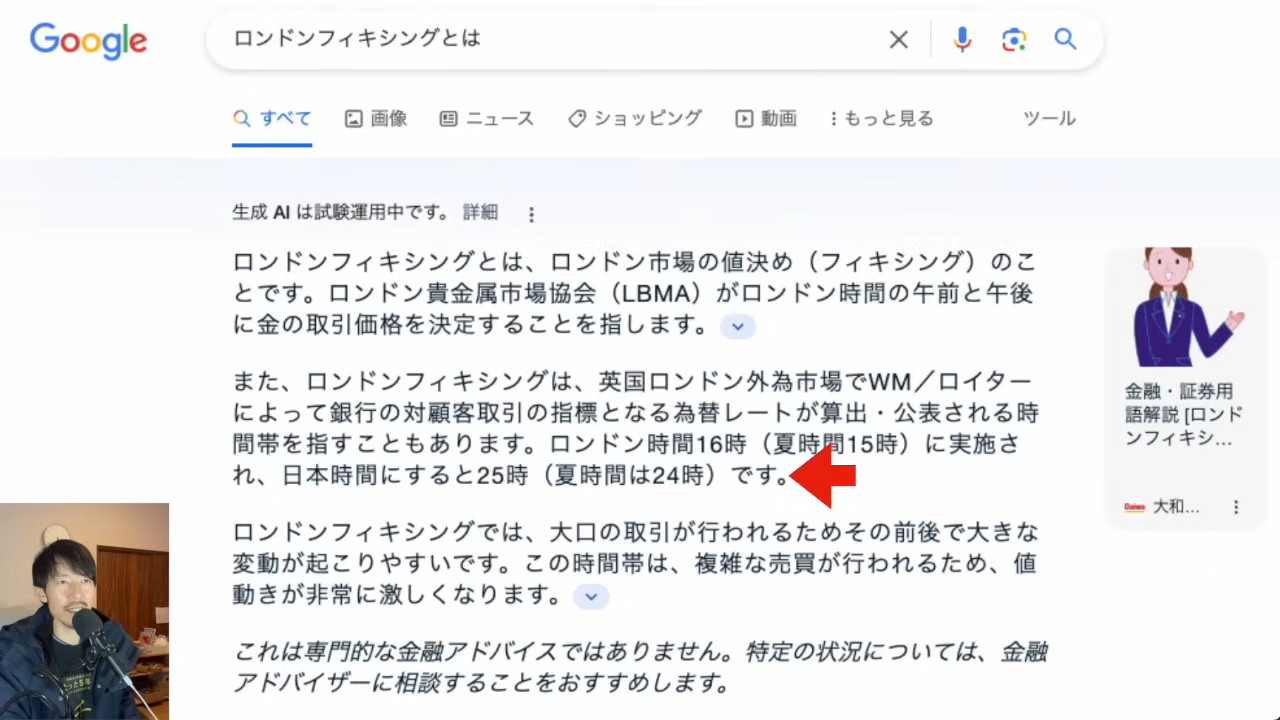 Google
ロンドンフィキシングとは
すべて
画像
ニュース
ショッピング
動画
もっと見る
ツール
生成 AI は試験運用中です。 詳細
ロンドンフィキシングとは、ロンドン市場の値決め（フィキシング）のこ
とです。ロンドン貴金属市場協会（LBMA）がロンドン時間の午前と午後
に金の取引価格を決定することを指します。
また、ロンドンフィキシングは、英国ロンドン外為市場でWM／ロイター
によって銀行の対顧客取引の指標となる為替レートが算出・公表される時
間帯を指すこともあります。ロンドン時間16時（夏時間15時）に実施さ
れ、日本時間にすると25時（夏時間は24時）です。
ロンドンフィキシングでは、大口の取引が行われるためその前後で大きな
変動が起こりやすいです。この時間帯は、複雑な売買が行われるため、値
動きが非常に激しくなります。
これは専門的な金融アドバイスではありません。特定の状況については、金融
アドバイザーに相談することをおすすめします。
金融・証券用
語解説 [ロンド
ンフィキシ...
Daiwa 大和...